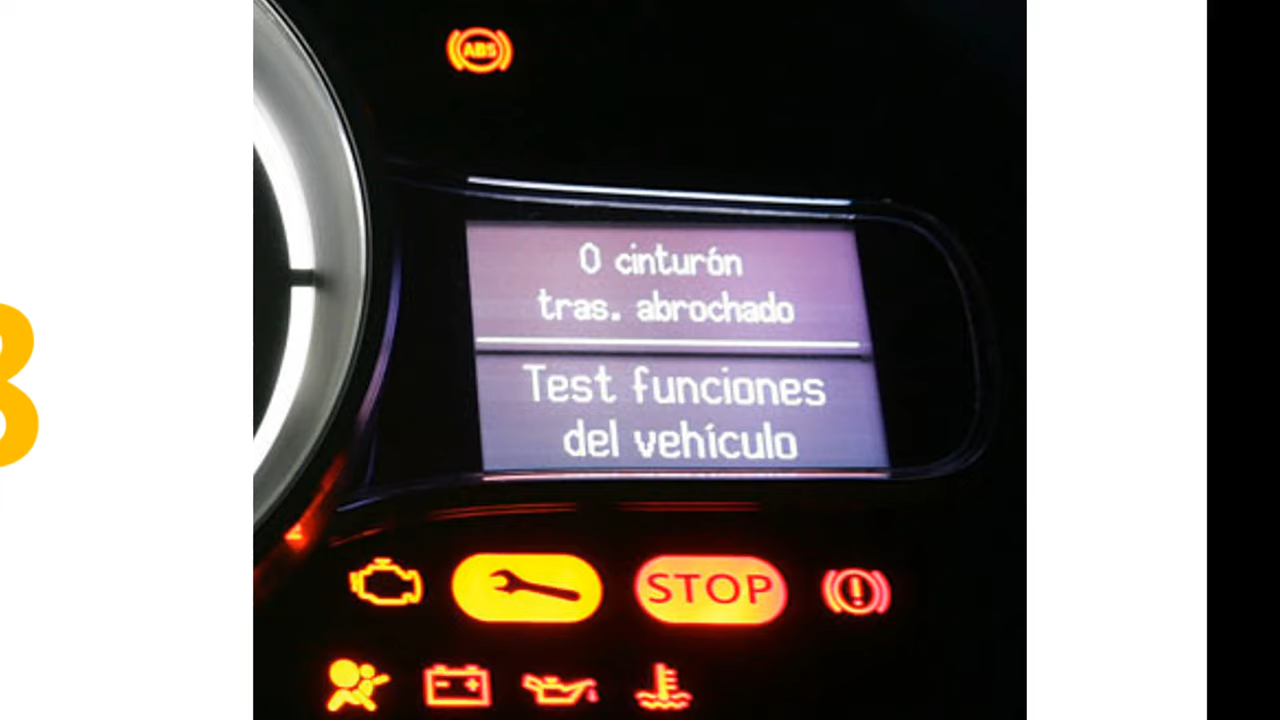 ABS
0 cinturón
tras. abrochado
Test funciones
del vehículo
STOP